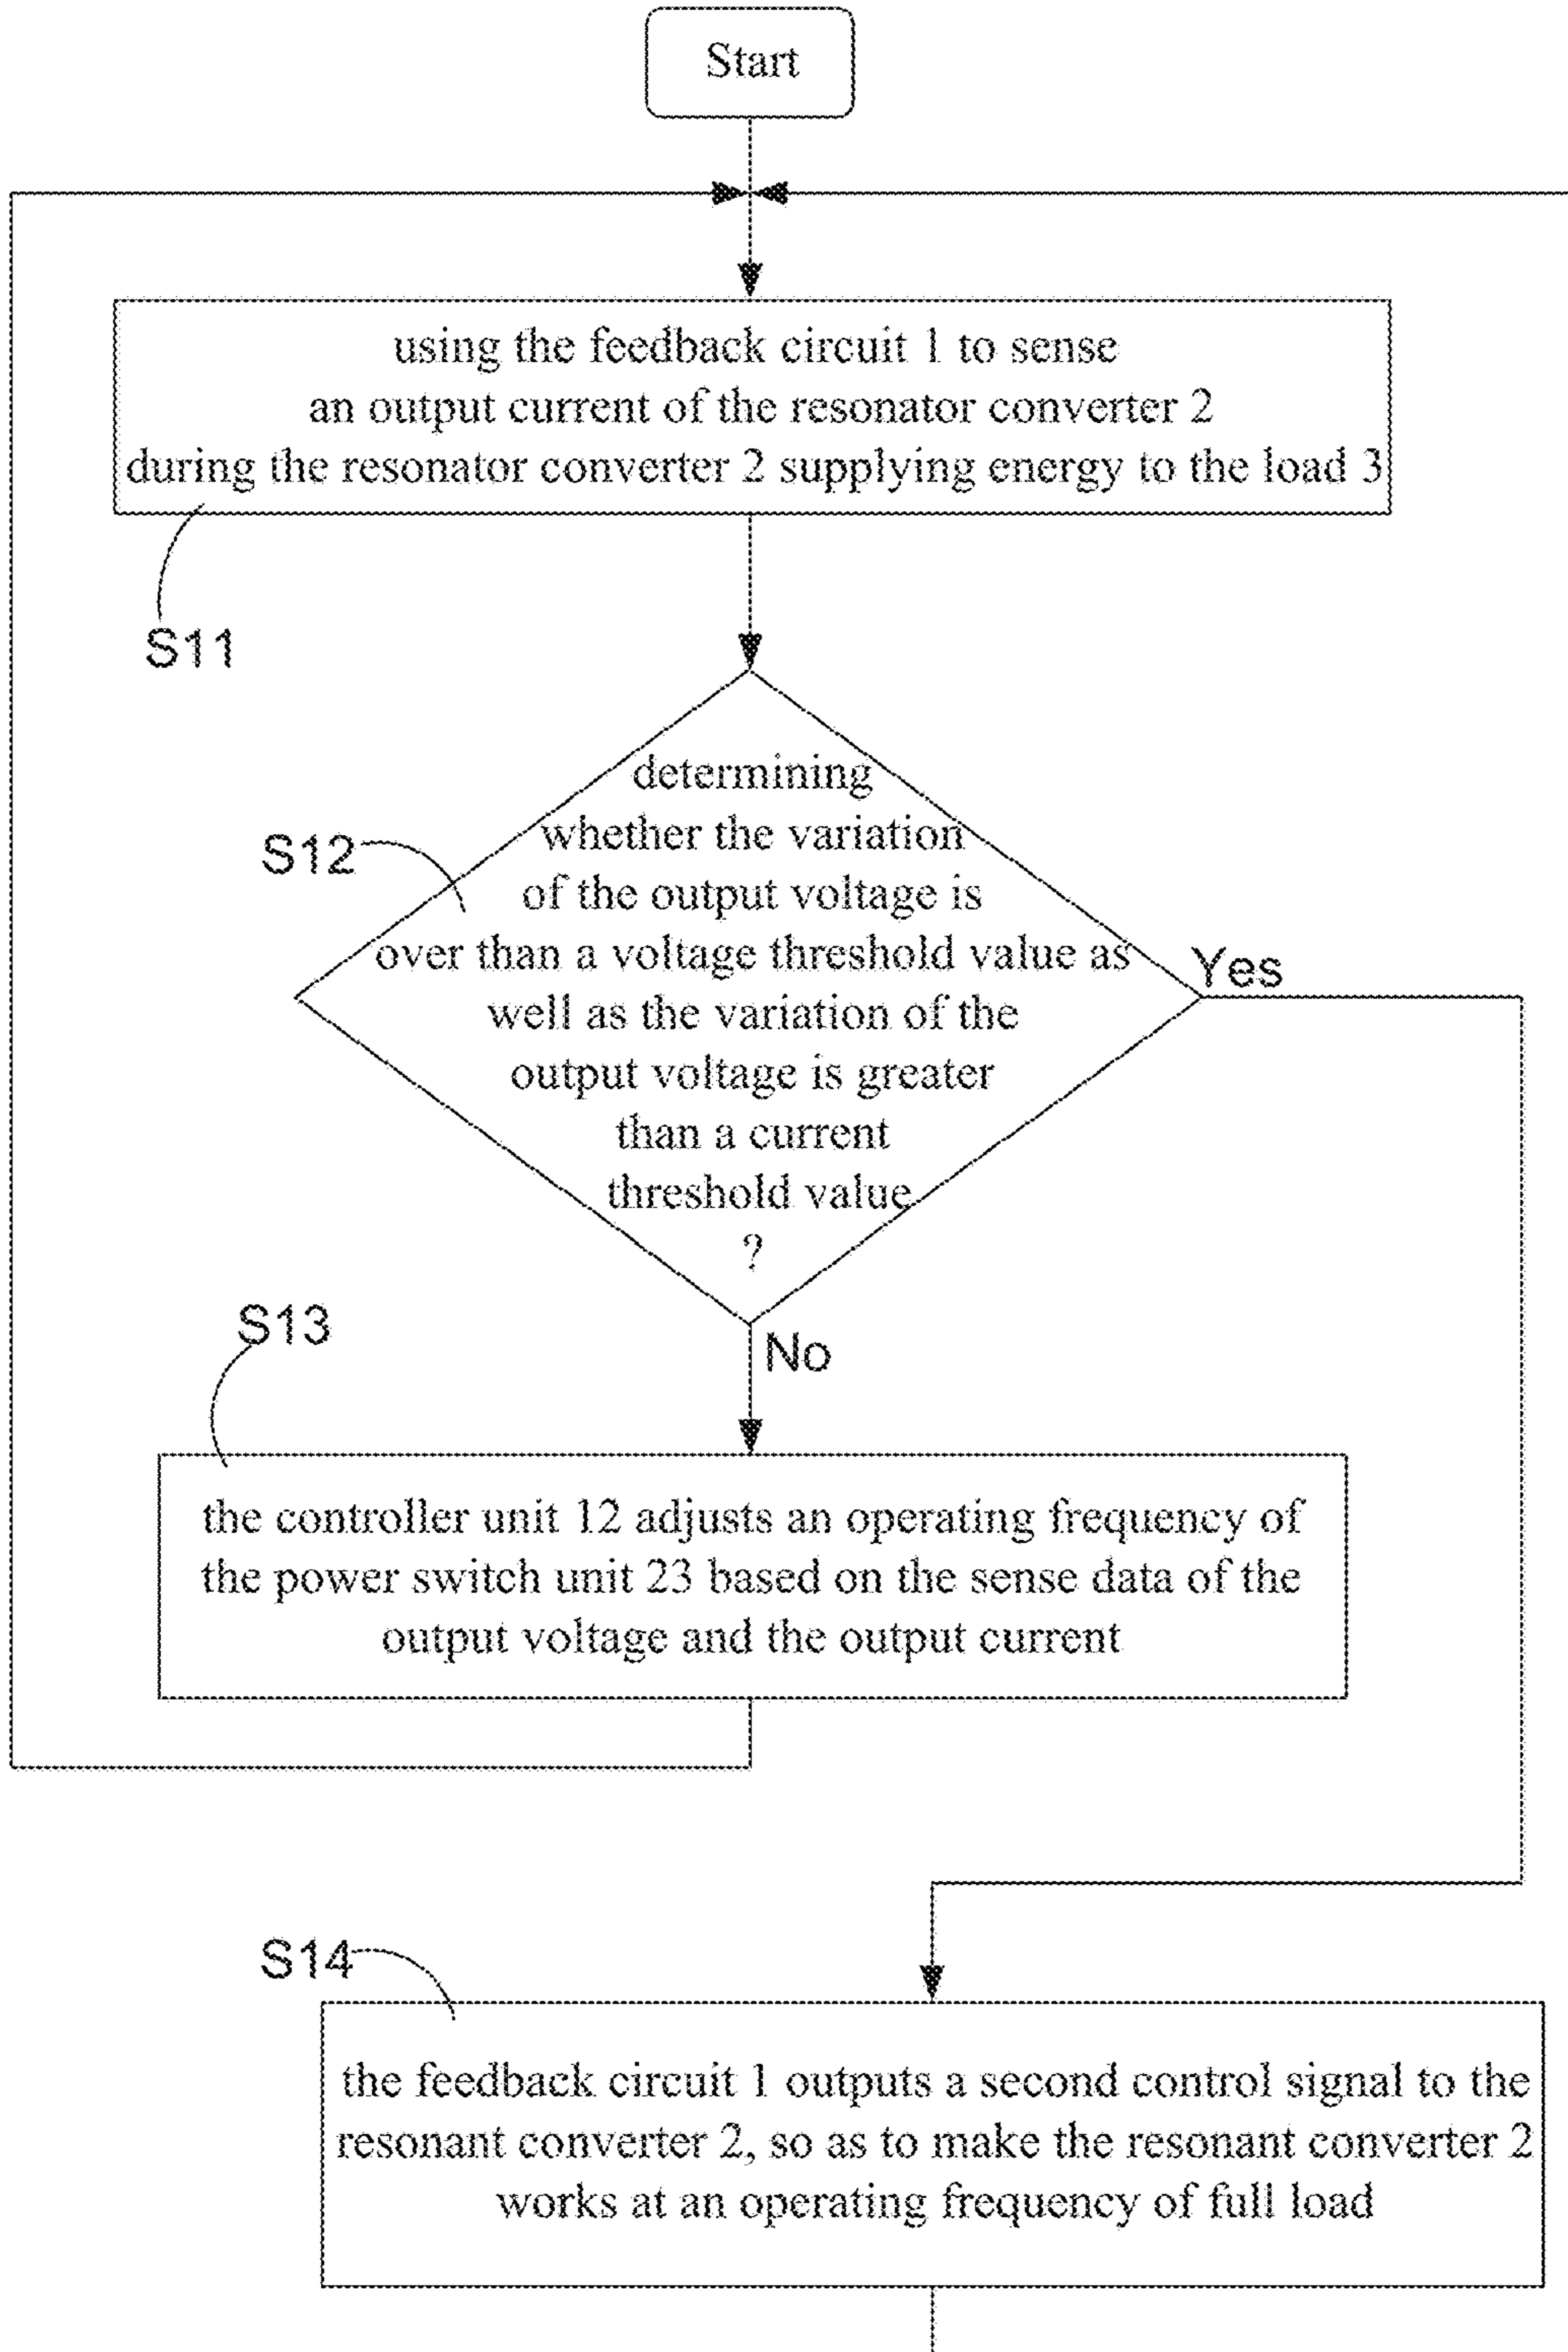 Start
using the feedback circuit 1 to sense
an output current of the resonator converter 2
during the resonator converter 2 supplying energy to the load 3
S11
determining
whether the variation
of the output voltage is
over than a voltage threshold value as
well as the variation of the
output voltage is greater
than a current
threshold value
?
S12
Yes
No
S13
the controller unit 12 adjusts an operating frequency of
the power switch unit 23 based on the sense data of the
output voltage and the output current
S14
the feedback circuit 1 outputs a second control signal to the
resonant converter 2, so as to make the resonant converter 2
works at an operating frequency of full load